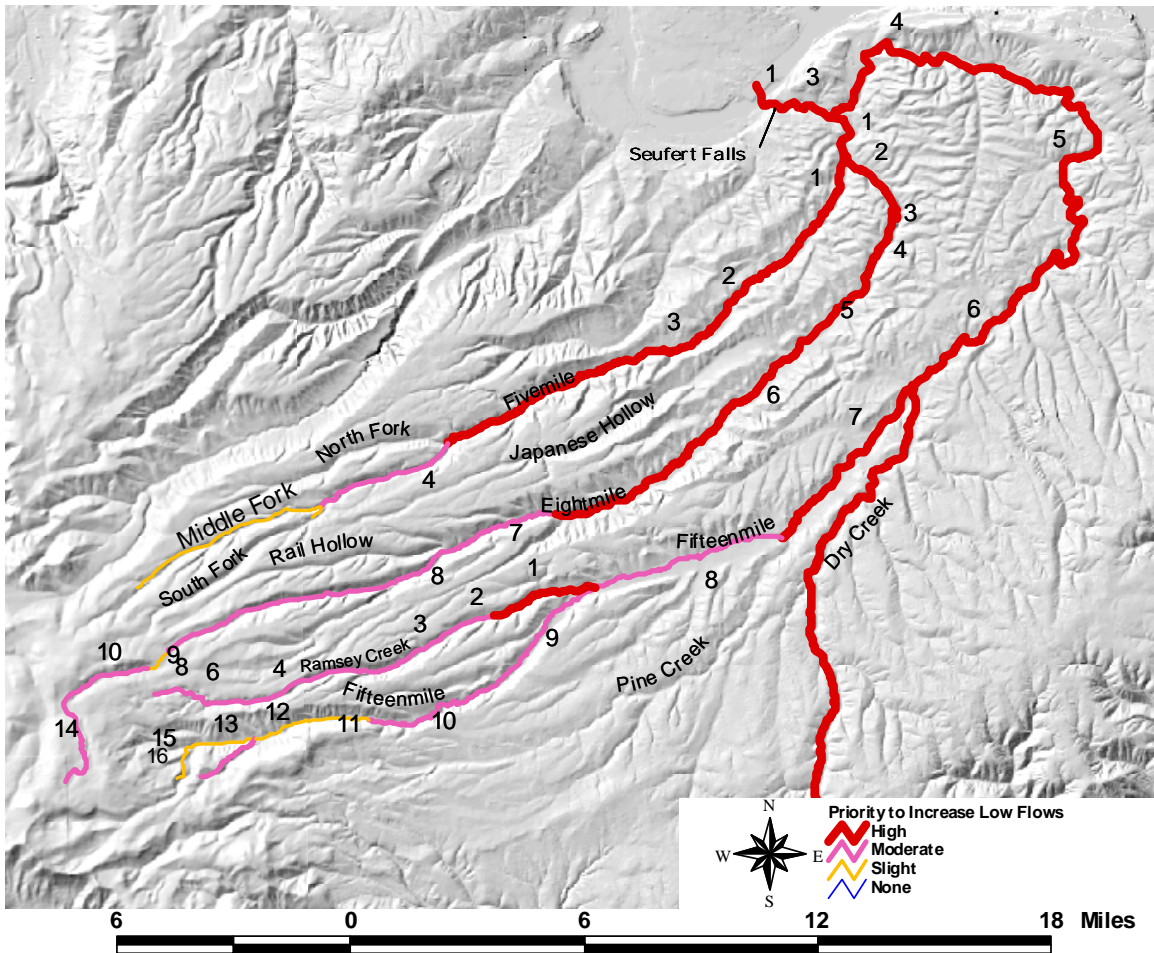 4
1
3
1
Seufert Falls
2
5
1
3
4
2
3
5
6
Fivemile
6
7
North Fork
Japanese Hollow
4
Middle Fork
Eightmile
7
Fifteenmile
Dry Creek
South Fork
Rail Hollow
8
1
8
2
3
9
Pine Creek
10
9
8
6
4
Ramsey Creek
Fifteenmile
14
13
12
11
10
15
16
Priority to Increase Low Flows
High
Moderate
Slight
None
N
W
E
S
6 0 6 12 18 Miles